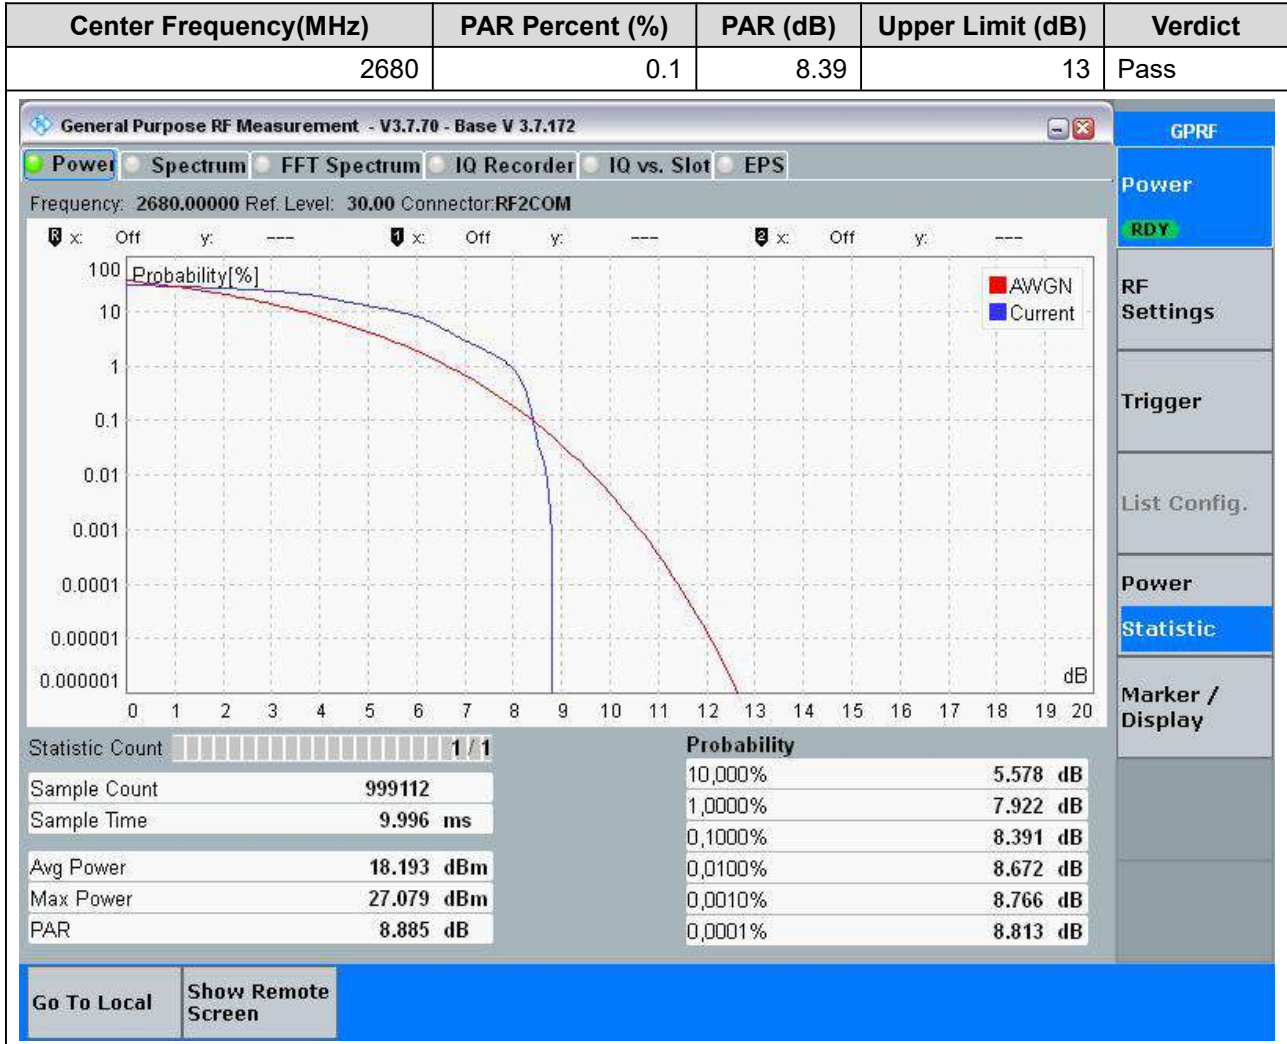 Center Frequency(MHz) PAR Percent (%) PAR (dB) Upper Limit (dB) Verdict
2680 0.1 8.39 13 Pass
General Purpose RF Measurement - V3.7.70 - Base V 3.7.172
GPRF
Power Spectrum FFT Spectrum IQ Recorder IQ vs. Slot EPS
Frequency: 2680.00000 Ref. Level: 30.00 Connector:RF2COM
R x: Off y: --- 1 x: Off y: --- 2 x: Off y: ---
Probability[%]
100
10
1
0.1
0.01
0.001
0.0001
0.00001
0.000001
AWGN
Current
dB
0 1 2 3 4 5 6 7 8 9 10 11 12 13 14 15 16 17 18 19 20
Statistic Count 1 / 1
Sample Count 999112
Sample Time 9.996 ms
Avg Power 18.193 dBm
Max Power 27.079 dBm
PAR 8.885 dB
Probability
10,000% 5.578 dB
1,0000% 7.922 dB
0,1000% 8.391 dB
0,0100% 8.672 dB
0,0010% 8.766 dB
0,0001% 8.813 dB
Power
RDY
RF
Settings
Trigger
List Config.
Power
Statistic
Marker /
Display
Go To Local
Show Remote
Screen